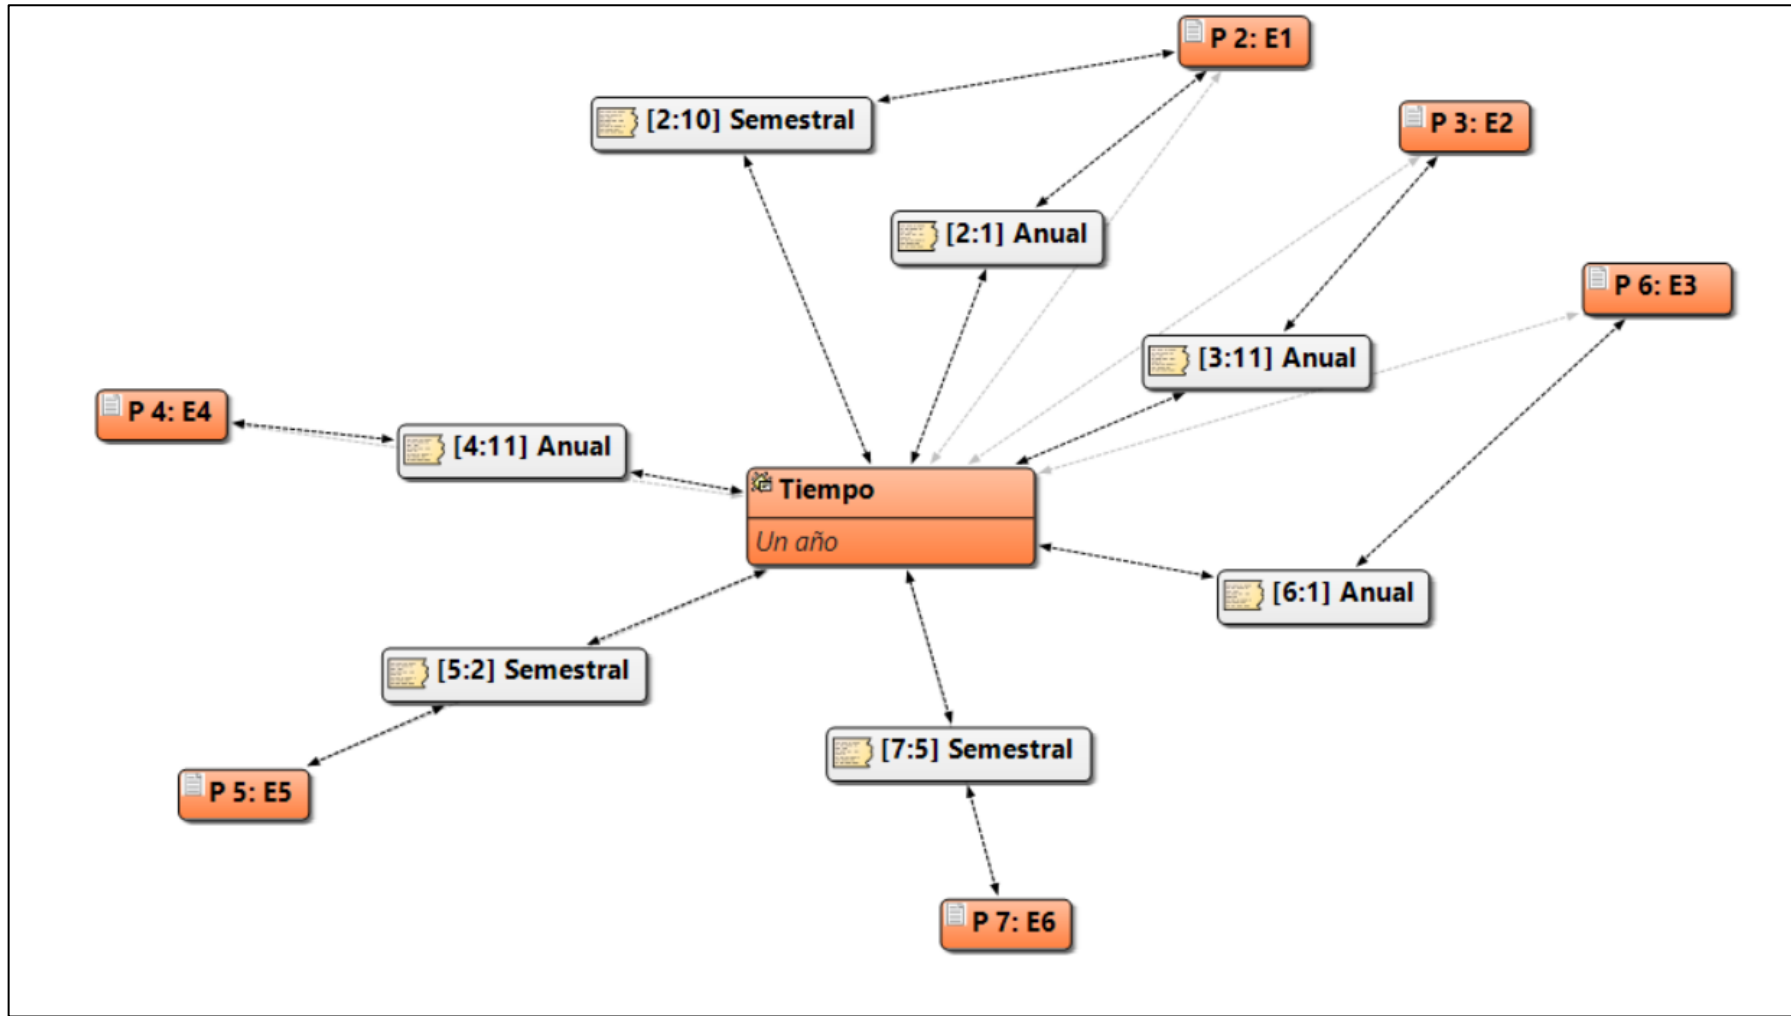 P 2: E1
[2:10] Semestral
P 3: E2
[2:1] Anual
P 6: E3
[3:11] Anual
P 4: E4
[4:11] Anual
Tiempo
Un año
[6:1] Anual
[5:2] Semestral
[7:5] Semestral
P 5: E5
P 7: E6